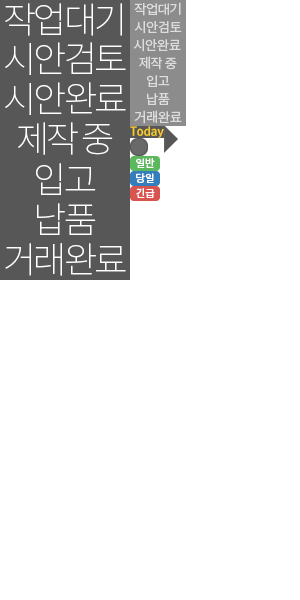 작업대기
시안검토
시안완료
제작 중
입고
납품
거래완료
작업대기
시안검토
시안완료
제작 중
입고
납품
거래완료
Today
일반
당일
긴급